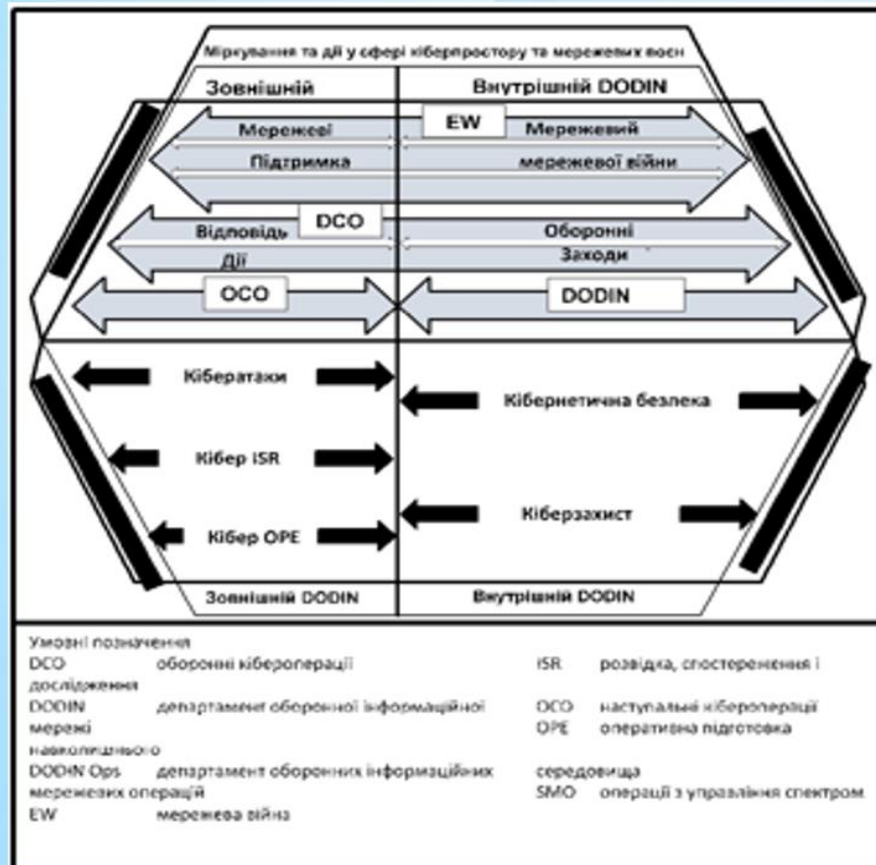 Міркування та дії у сфері кіберпростору та мережевих воєн
Зовнішній Внутрішній DODIN
EW
Мережеві Мережевий
Підтримка мережевої війни
DCO
Відповідь Оборонні
Дії Заходи
OCO DODIN
Кібератаки
Кібернетична безпека
Кібер ISR
Кіберзахист
Кібер OPE
Зовнішній DODIN Внутрішній DODIN
Умовні позначення
DCO оборонні кібероперації ISR розвідка, спостереження і
дослідження
DODIN департамент оборонної інформаційної OCO наступальні кібероперації
мережі OPE оперативна підготовка
навколишнього
DODIN Ops департамент оборонних інформаційних середовища
мережевих операцій SMO операції з управління спектром
EW мережева війна